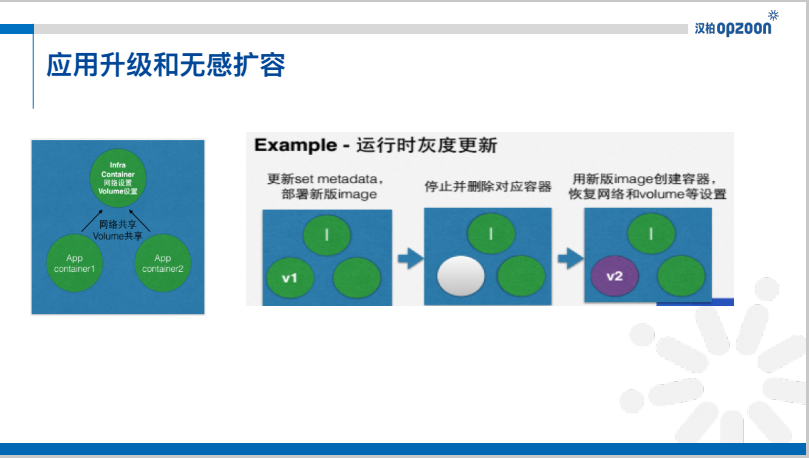 汉柏opzoon
应用升级和无感扩容
Infra
Container
网络设置
Volume设置
网络共享
Volume共享
App
container1
App
container2
Example - 运行时灰度更新
更新set metadata，
部署新版image
停止并删除对应容器
用新版image创建容器，
恢复网络和volume等设置
I
v1
I
I
v2